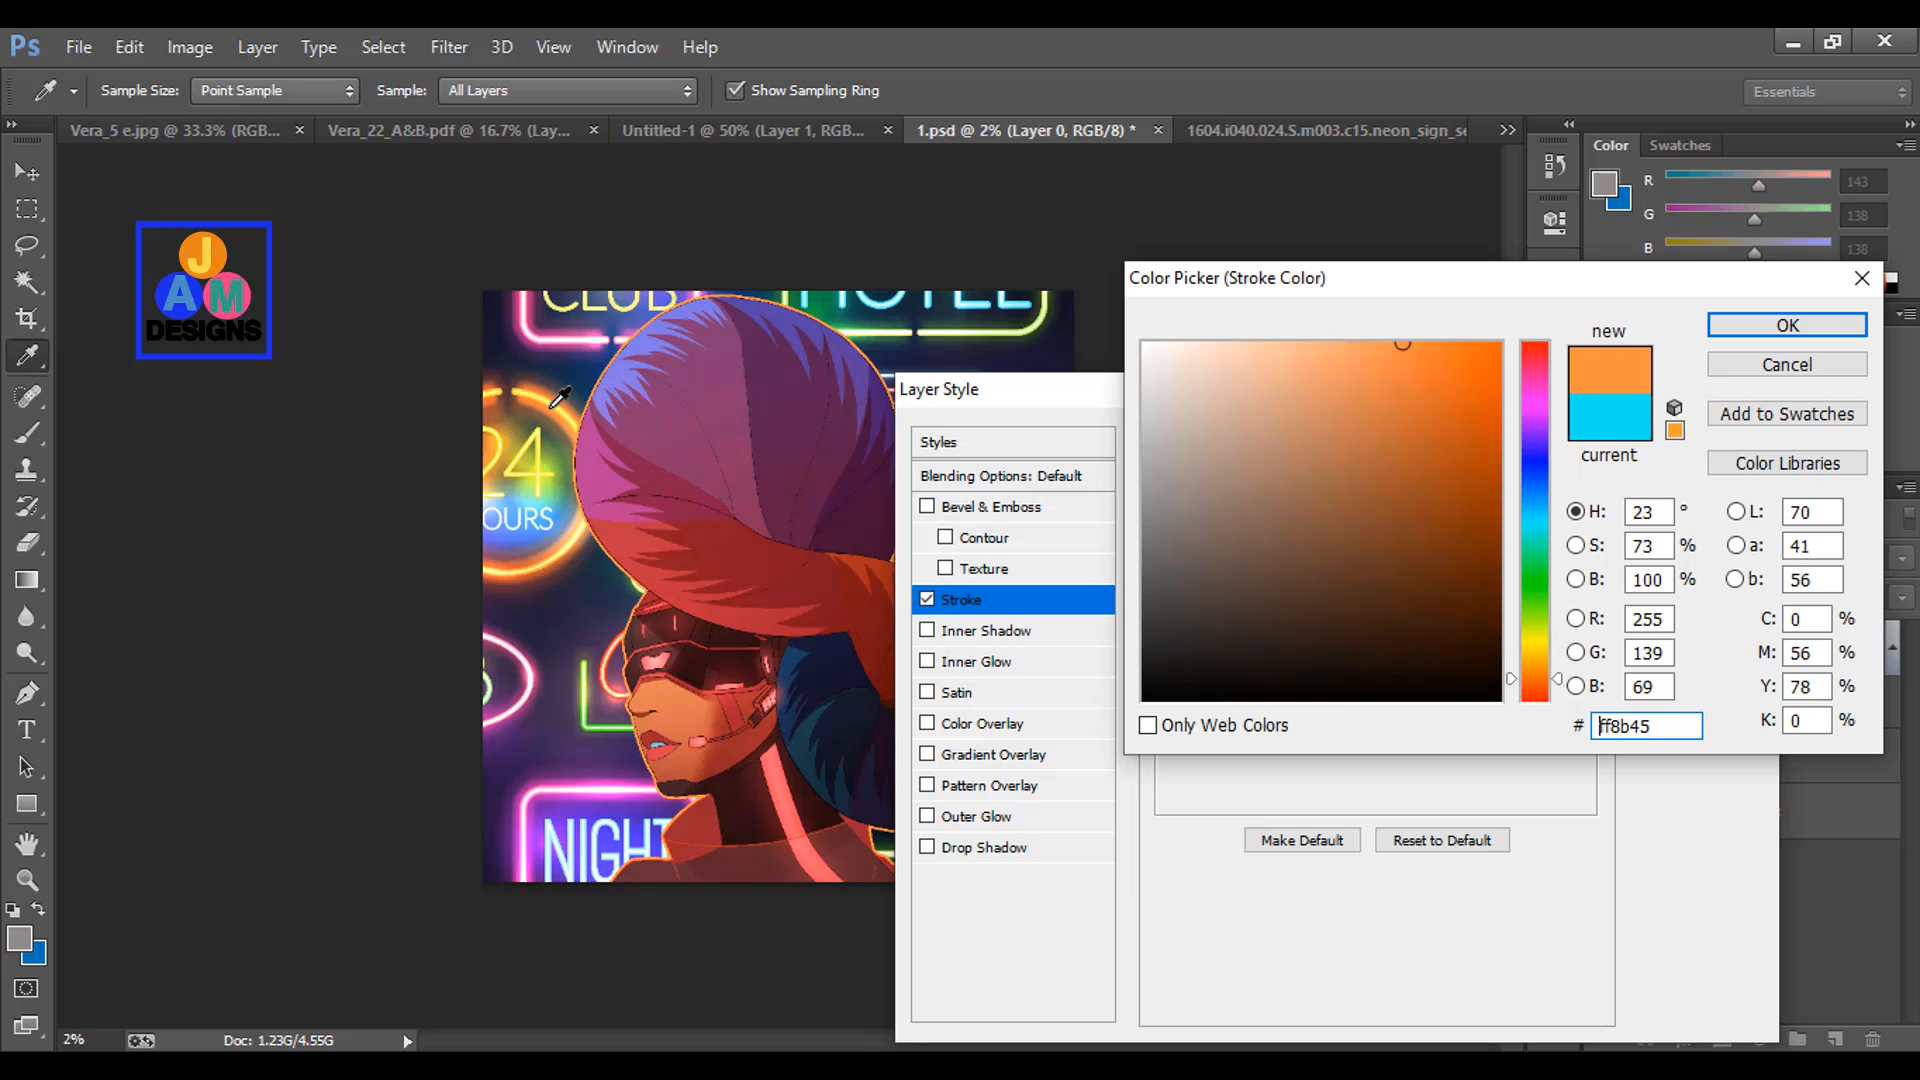 Ps File Edit Image Layer Type Select Filter 3D View Window Help
Sample Size: Point Sample Sample: All Layers Show Sampling Ring Essentials
Vera_5 e.jpg @ 33.3% (RGB... Vera_22_A&B.pdf @ 16.7% (Lay... Untitled-1 @ 50% (Layer 1, RGB... 1.psd @ 2% (Layer 0, RGB/8) * 1604.i040.024.S.m003.c15.neon_sign_se
Color Swatches
R 143
G 138
B 138
J
AM
DESIGNS
CLUB HOTEL
24
OURS
NIGHT
Layer Style
Styles
Blending Options: Default
Bevel & Emboss
Contour
Texture
Stroke
Inner Shadow
Inner Glow
Satin
Color Overlay
Gradient Overlay
Pattern Overlay
Outer Glow
Drop Shadow
Make Default Reset to Default
Color Picker (Stroke Color)
new
current
OK
Cancel
Add to Swatches
Color Libraries
H: 23 ° L: 70
S: 73 % a: 41
B: 100 % b: 56
R: 255 C: 0 %
G: 139 M: 56 %
B: 69 Y: 78 %
# ff8b45 K: 0 %
Only Web Colors
T
2% Doc: 1.23G/4.55G